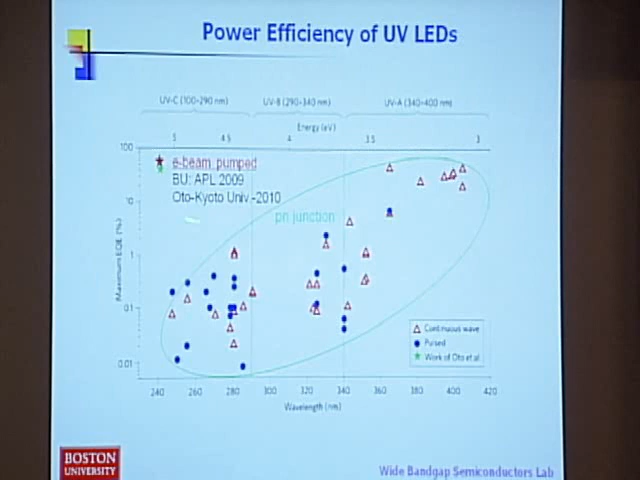 Power Efficiency of UV LEDs
UV-C (100-290 nm) UV-B (290-340 nm) UV-A (340-400 nm)
Energy (eV)
5 4.5 4 3.5 3
100
10
1
0.1
0.01
Maximum EQE (%)
e-beam pumped
BU: APL 2009
Oto-Kyoto Univ.-2010
pn junction
Continuous wave
Pulsed
Work of Oto et al
240 260 280 300 320 340 360 380 400 420
Wavelength (nm)
BOSTON
UNIVERSITY
Wide Bandgap Semiconductors Lab